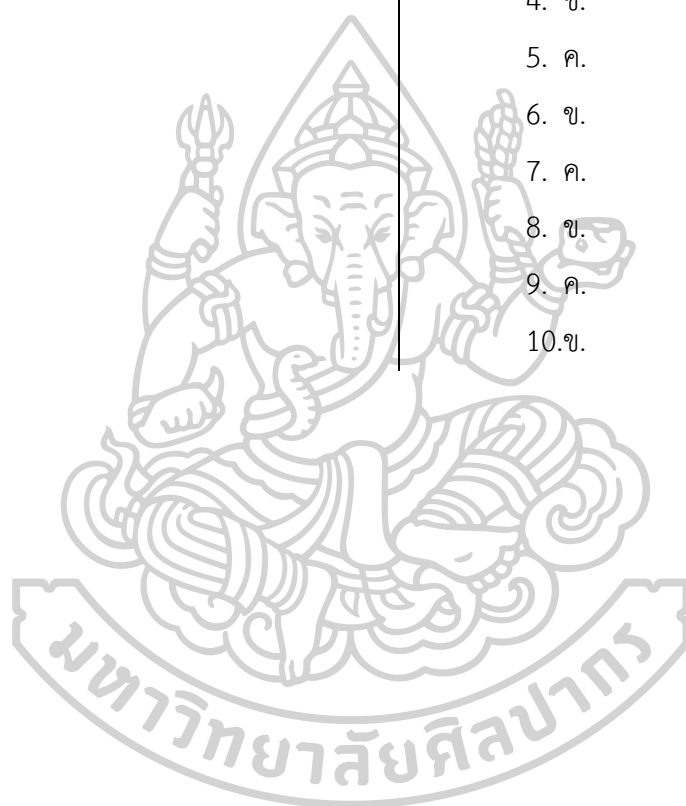 4. ข.
5. ค.
6. ข.
7. ค.
8. ข.
9. ค.
10.ข.
มหาวิทยาลัยศิลปากร